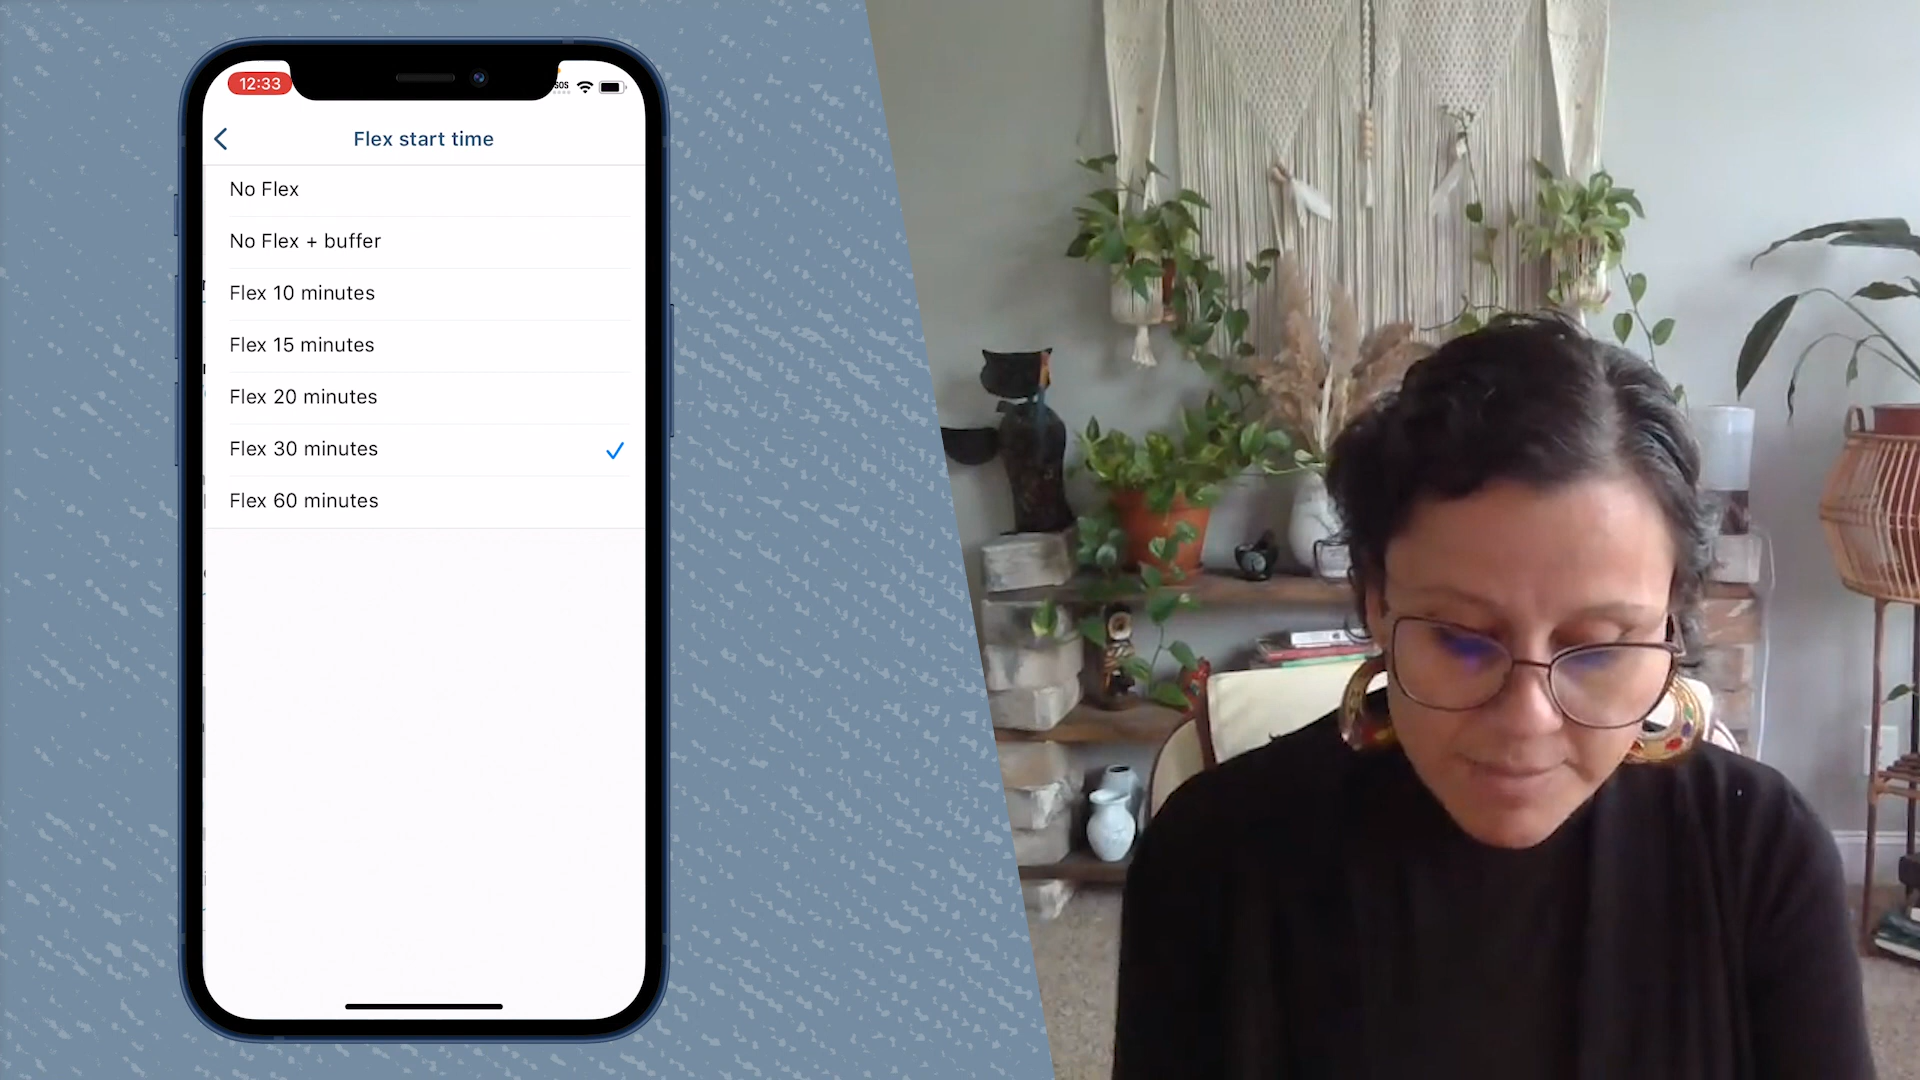 12:33
SOS
Flex start time
No Flex
No Flex + buffer
Flex 10 minutes
Flex 15 minutes
Flex 20 minutes
Flex 30 minutes
Flex 60 minutes